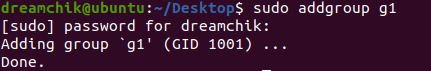 dreamchik@ubuntu:~/Desktop$ sudo addgroup g1
[sudo] password for dreamchik:
Adding group `g1' (GID 1001) ...
Done.